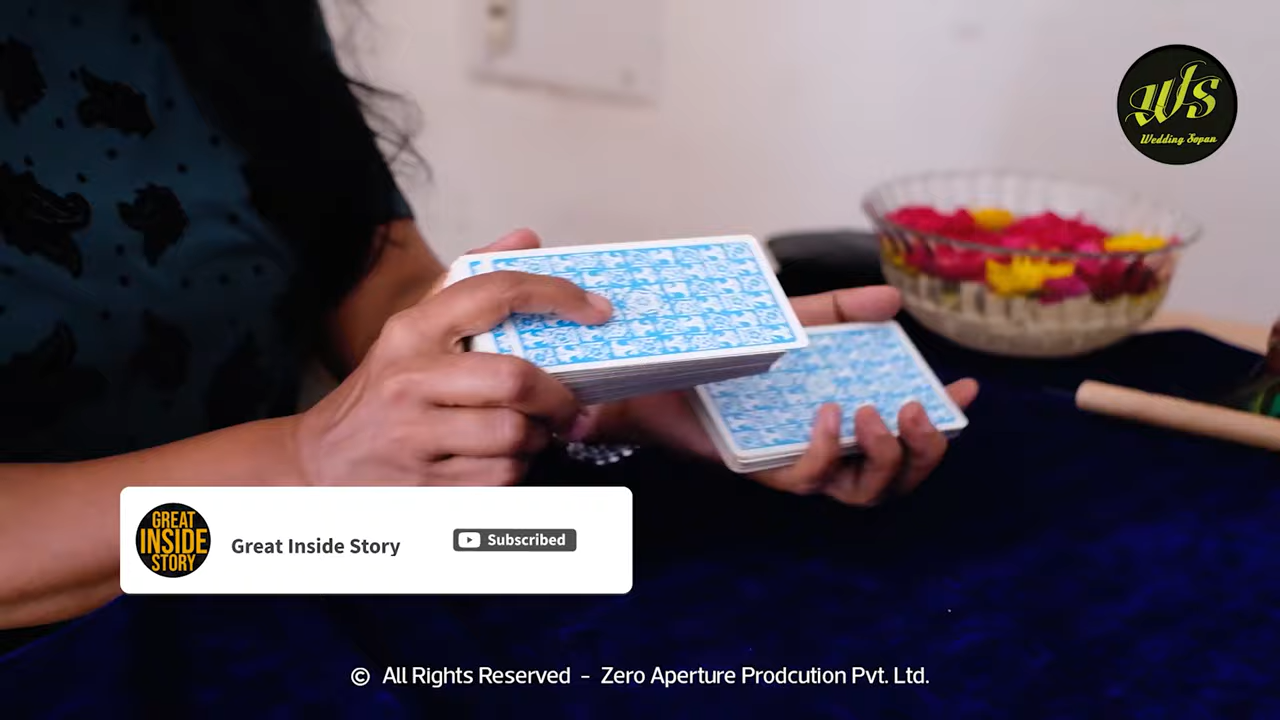 WS
Wedding Sopan
GREAT
INSIDE
STORY
Great Inside Story
Subscribed
© All Rights Reserved - Zero Aperture Prodcution Pvt. Ltd.